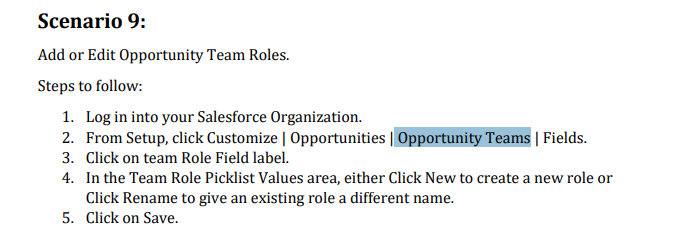 Scenario 9:
Add or Edit Opportunity Team Roles.
Steps to follow:
1. Log in into your Salesforce Organization.
2. From Setup, click Customize | Opportunities | Opportunity Teams | Fields.
3. Click on team Role Field label.
4. In the Team Role Picklist Values area, either Click New to create a new role or
Click Rename to give an existing role a different name.
5. Click on Save.